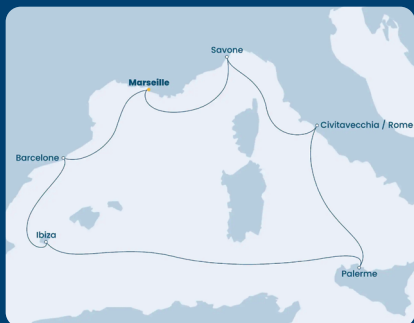 Savone
Marseille
Civitavecchia / Rome
Barcelone
Ibiza
Palerme